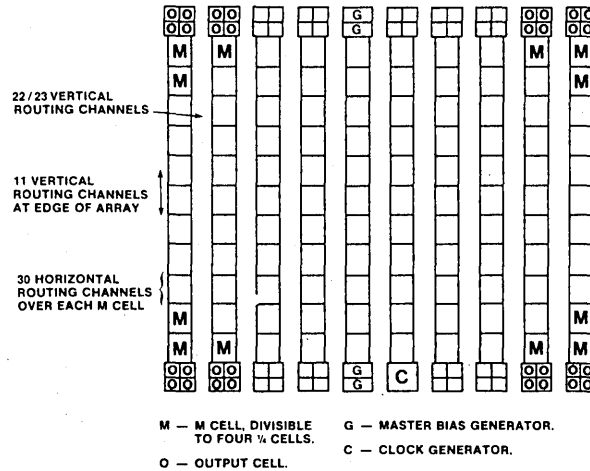 O O O O G O O O O
O O O O G O O O O
M M M M
M M
22/23 VERTICAL
ROUTING CHANNELS
11 VERTICAL
ROUTING CHANNELS
AT EDGE OF ARRAY
30 HORIZONTAL
ROUTING CHANNELS
OVER EACH M CELL
M M
M M M M
O O O O G O O O O
C
O O O O G O O O O
M — M CELL, DIVISIBLE
TO FOUR ¼ CELLS.
O — OUTPUT CELL.
G — MASTER BIAS GENERATOR.
C — CLOCK GENERATOR.